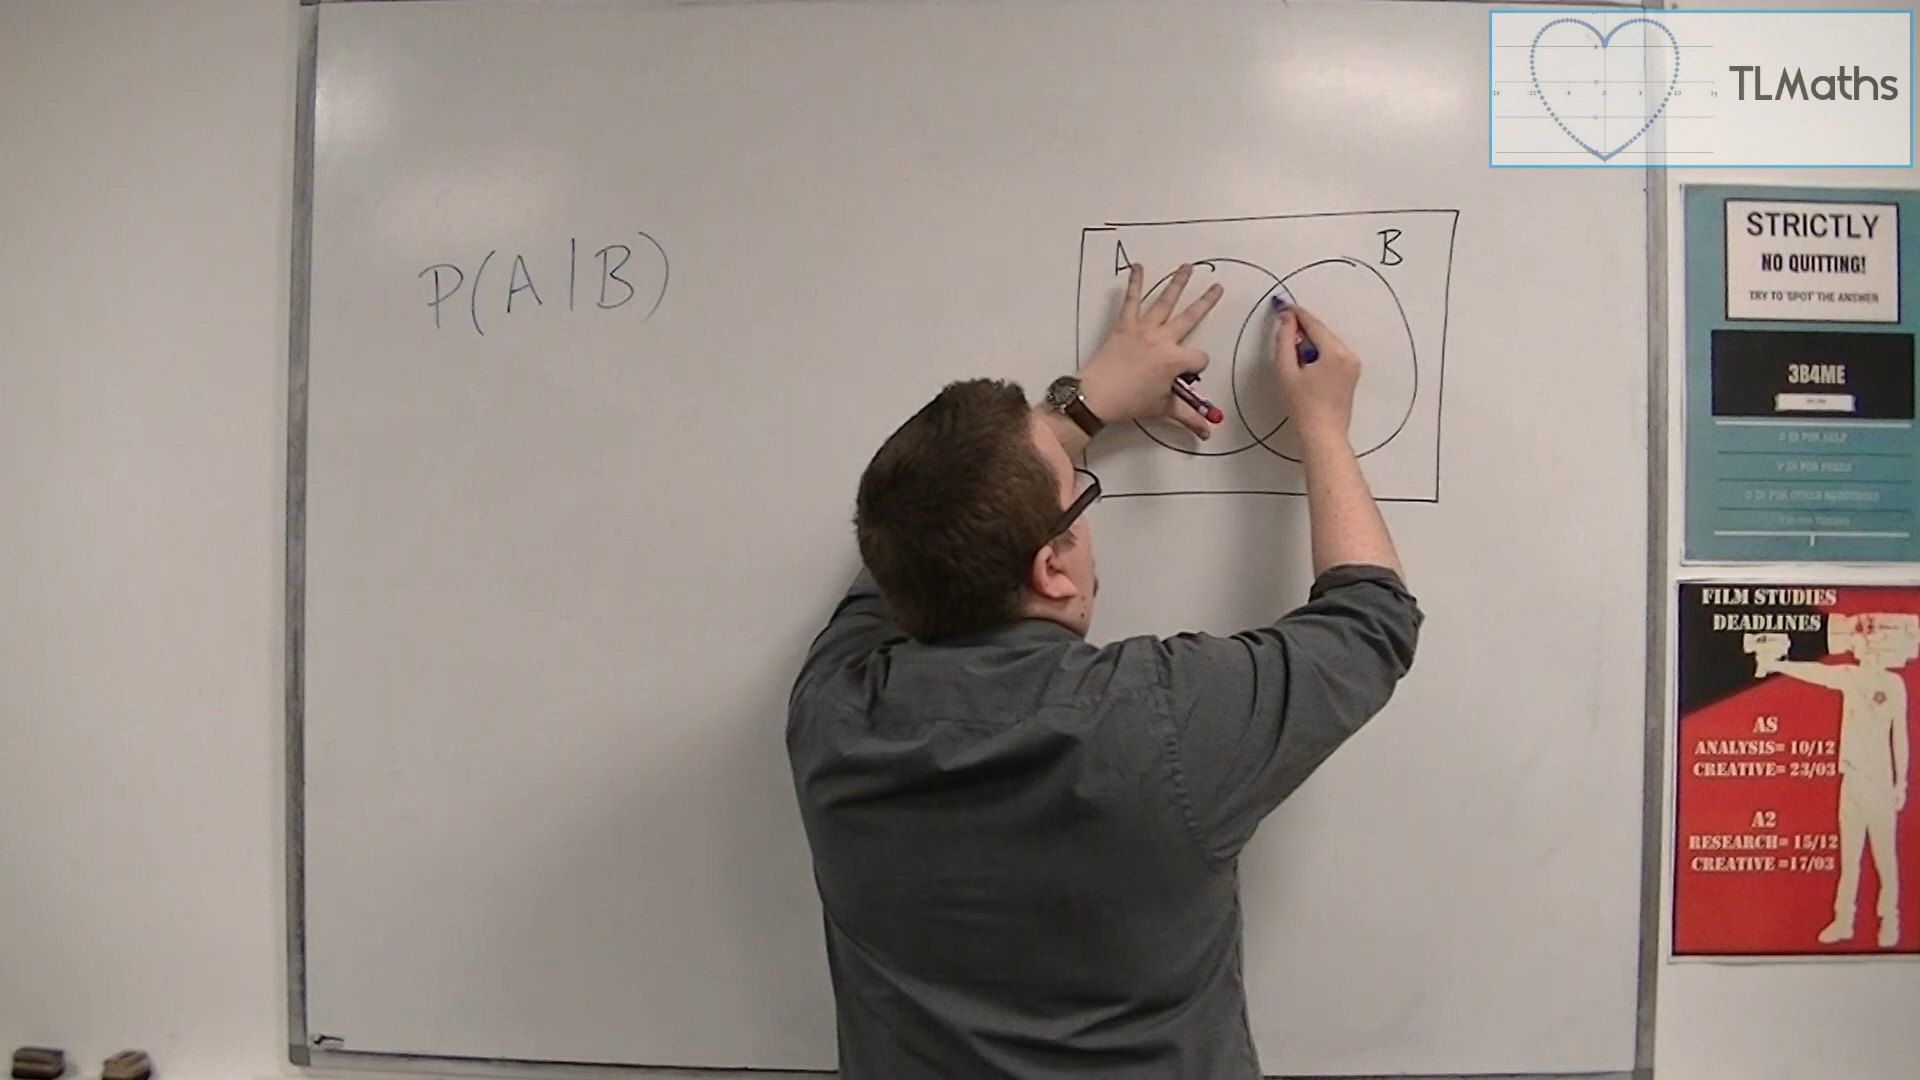 TLMaths
P(A|B)
A
B
STRICTLY
NO QUITTING!
TRY TO 'SPOT' THE ANSWER
3B4ME
FILM STUDIES
DEADLINES
AS
ANALYSIS= 10/12
CREATIVE= 23/03
A2
RESEARCH= 15/12
CREATIVE =17/03